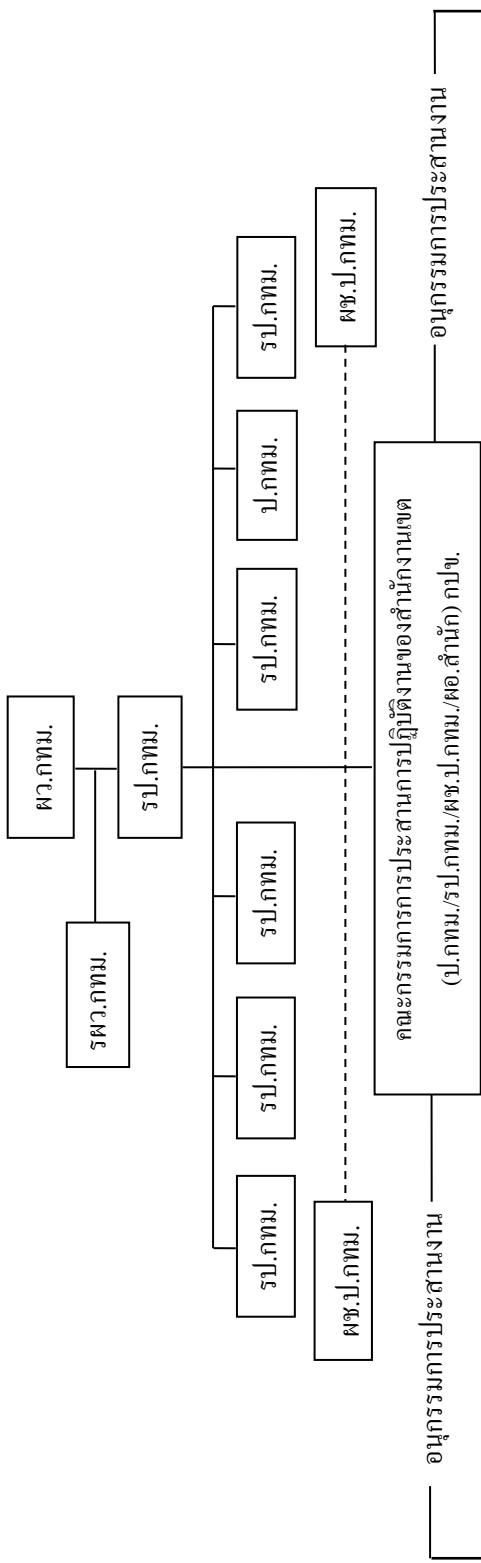 ผว.กทม.
รผว.กทม.
รป.กทม.
รป.กทม.
รป.กทม.
รป.กทม.
รป.กทม.
ป.กทม.
รป.กทม.
ผช.ป.กทม.
ผช.ป.กทม.
อนุกรรมการประสานงาน
คณะกรรมการการประสานการปฏิบัติงานของสำนักงานเขต
(ป.กทม./รป.กทม./ผช.ป.กทม./ผอ.สำนัก) กปข.
อนุกรรมการประสานงาน